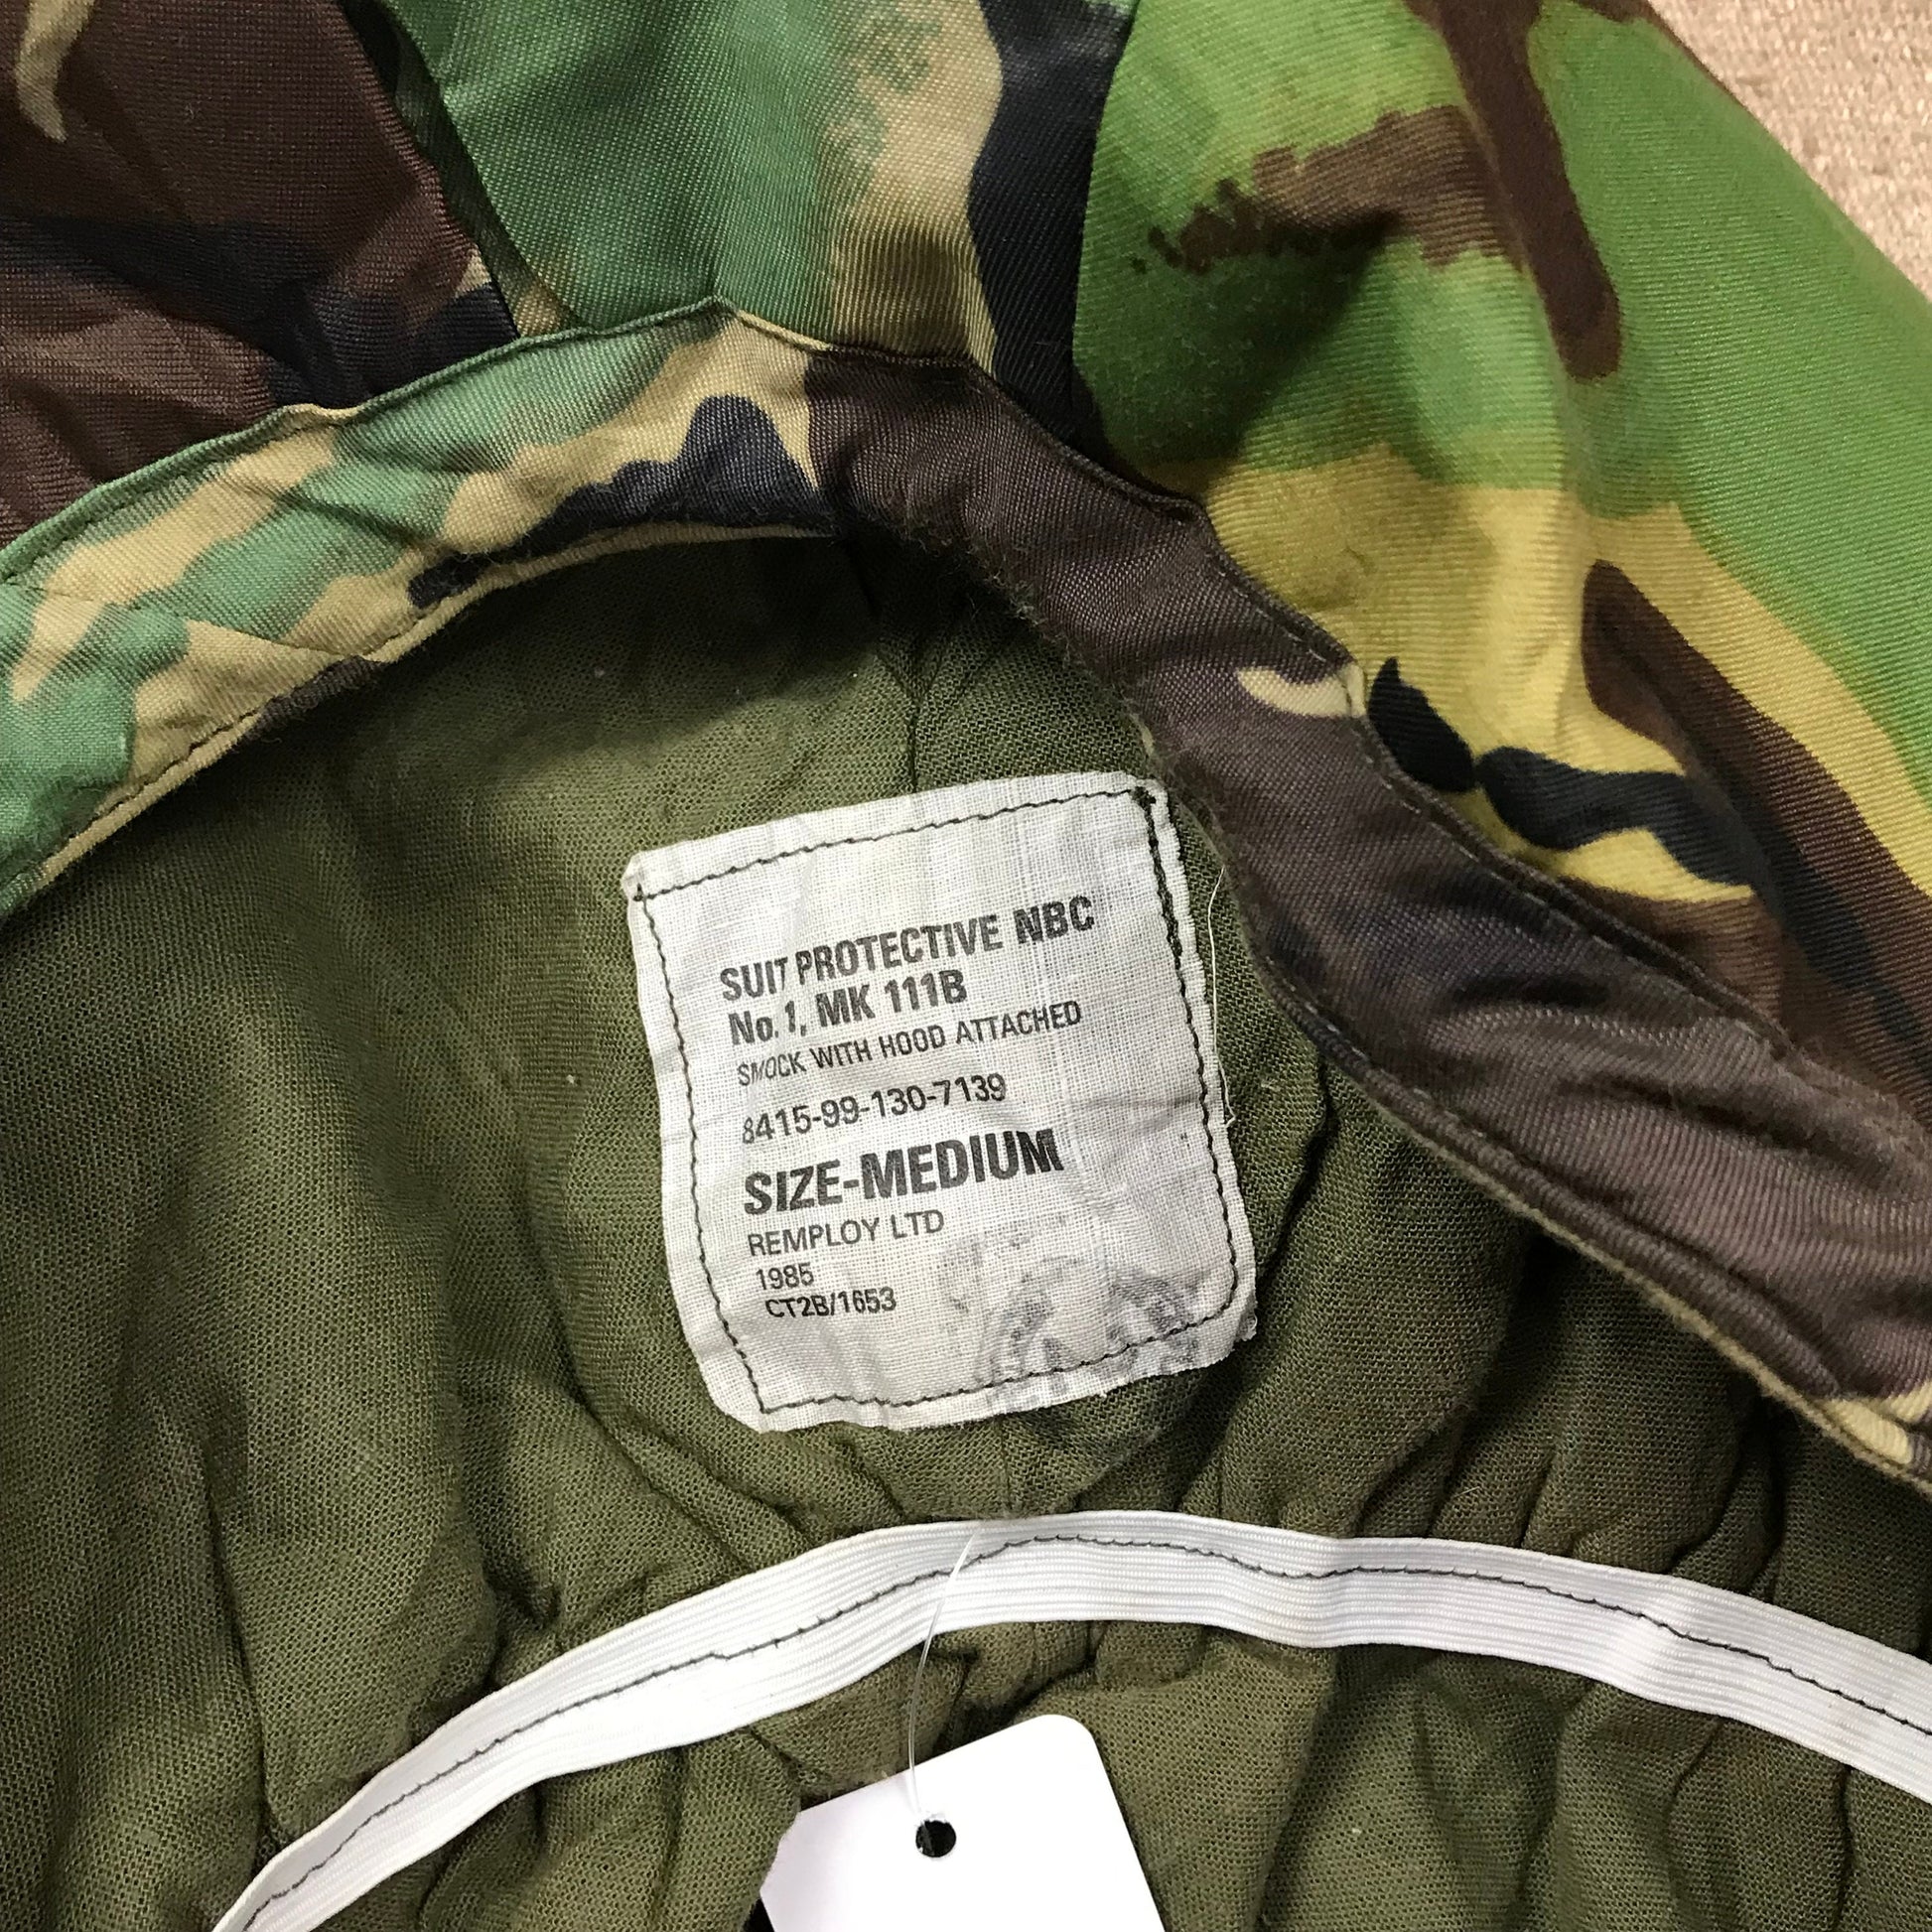 SUIT PROTECTIVE NBC
No. 1, MK 111B
SMOCK WITH HOOD ATTACHED
8415-99-130-7139
SIZE-MEDIUM
REMPLOY LTD
1985
CT2B/1653